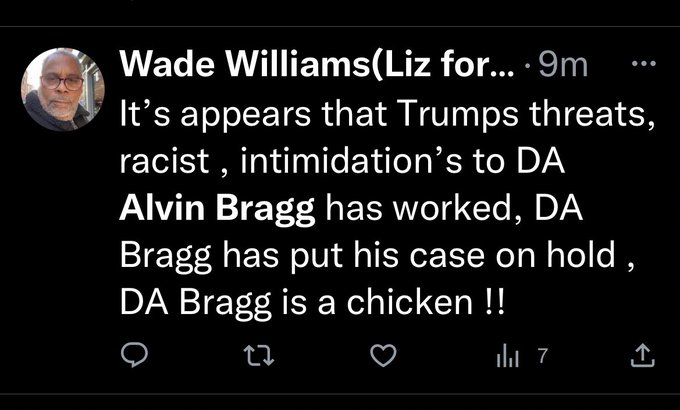 Wade Williams(Liz for... · 9m ...
It’s appears that Trumps threats,
racist , intimidation’s to DA
Alvin Bragg has worked, DA
Bragg has put his case on hold ,
DA Bragg is a chicken !!
7